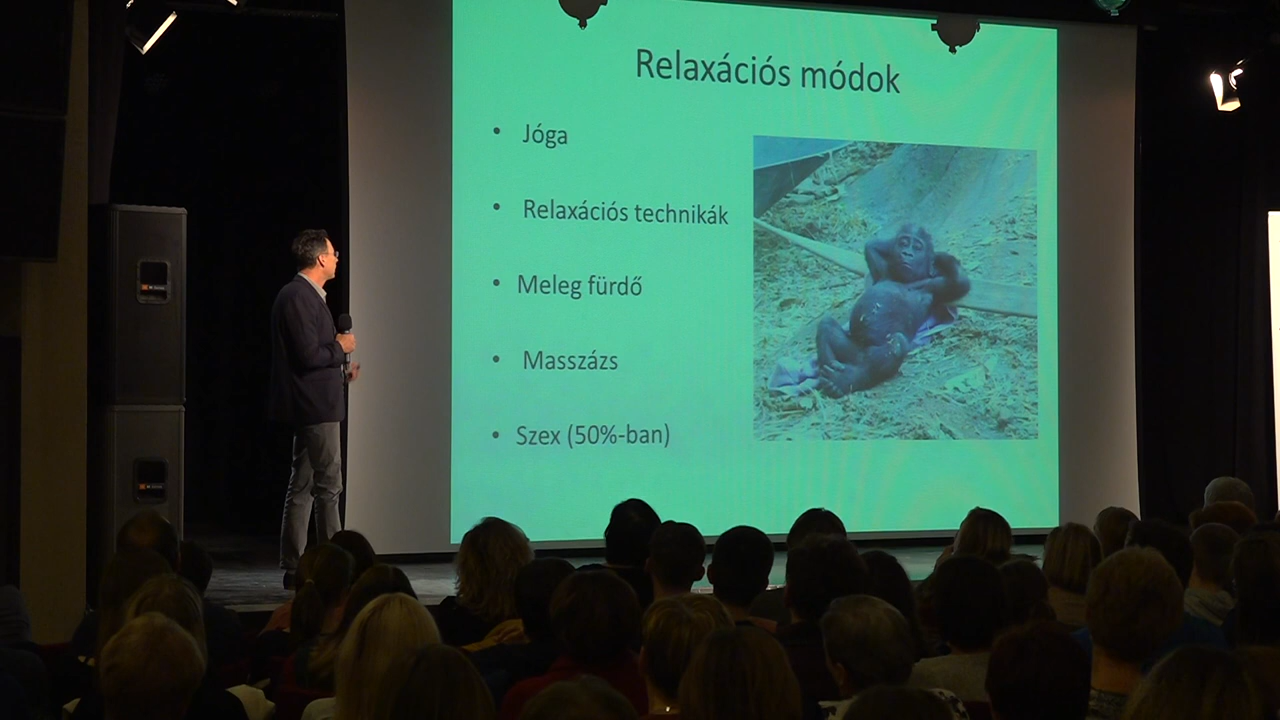 Relaxációs módok
• Jóga
• Relaxációs technikák
• Meleg fürdő
• Masszázs
• Szex (50%-ban)